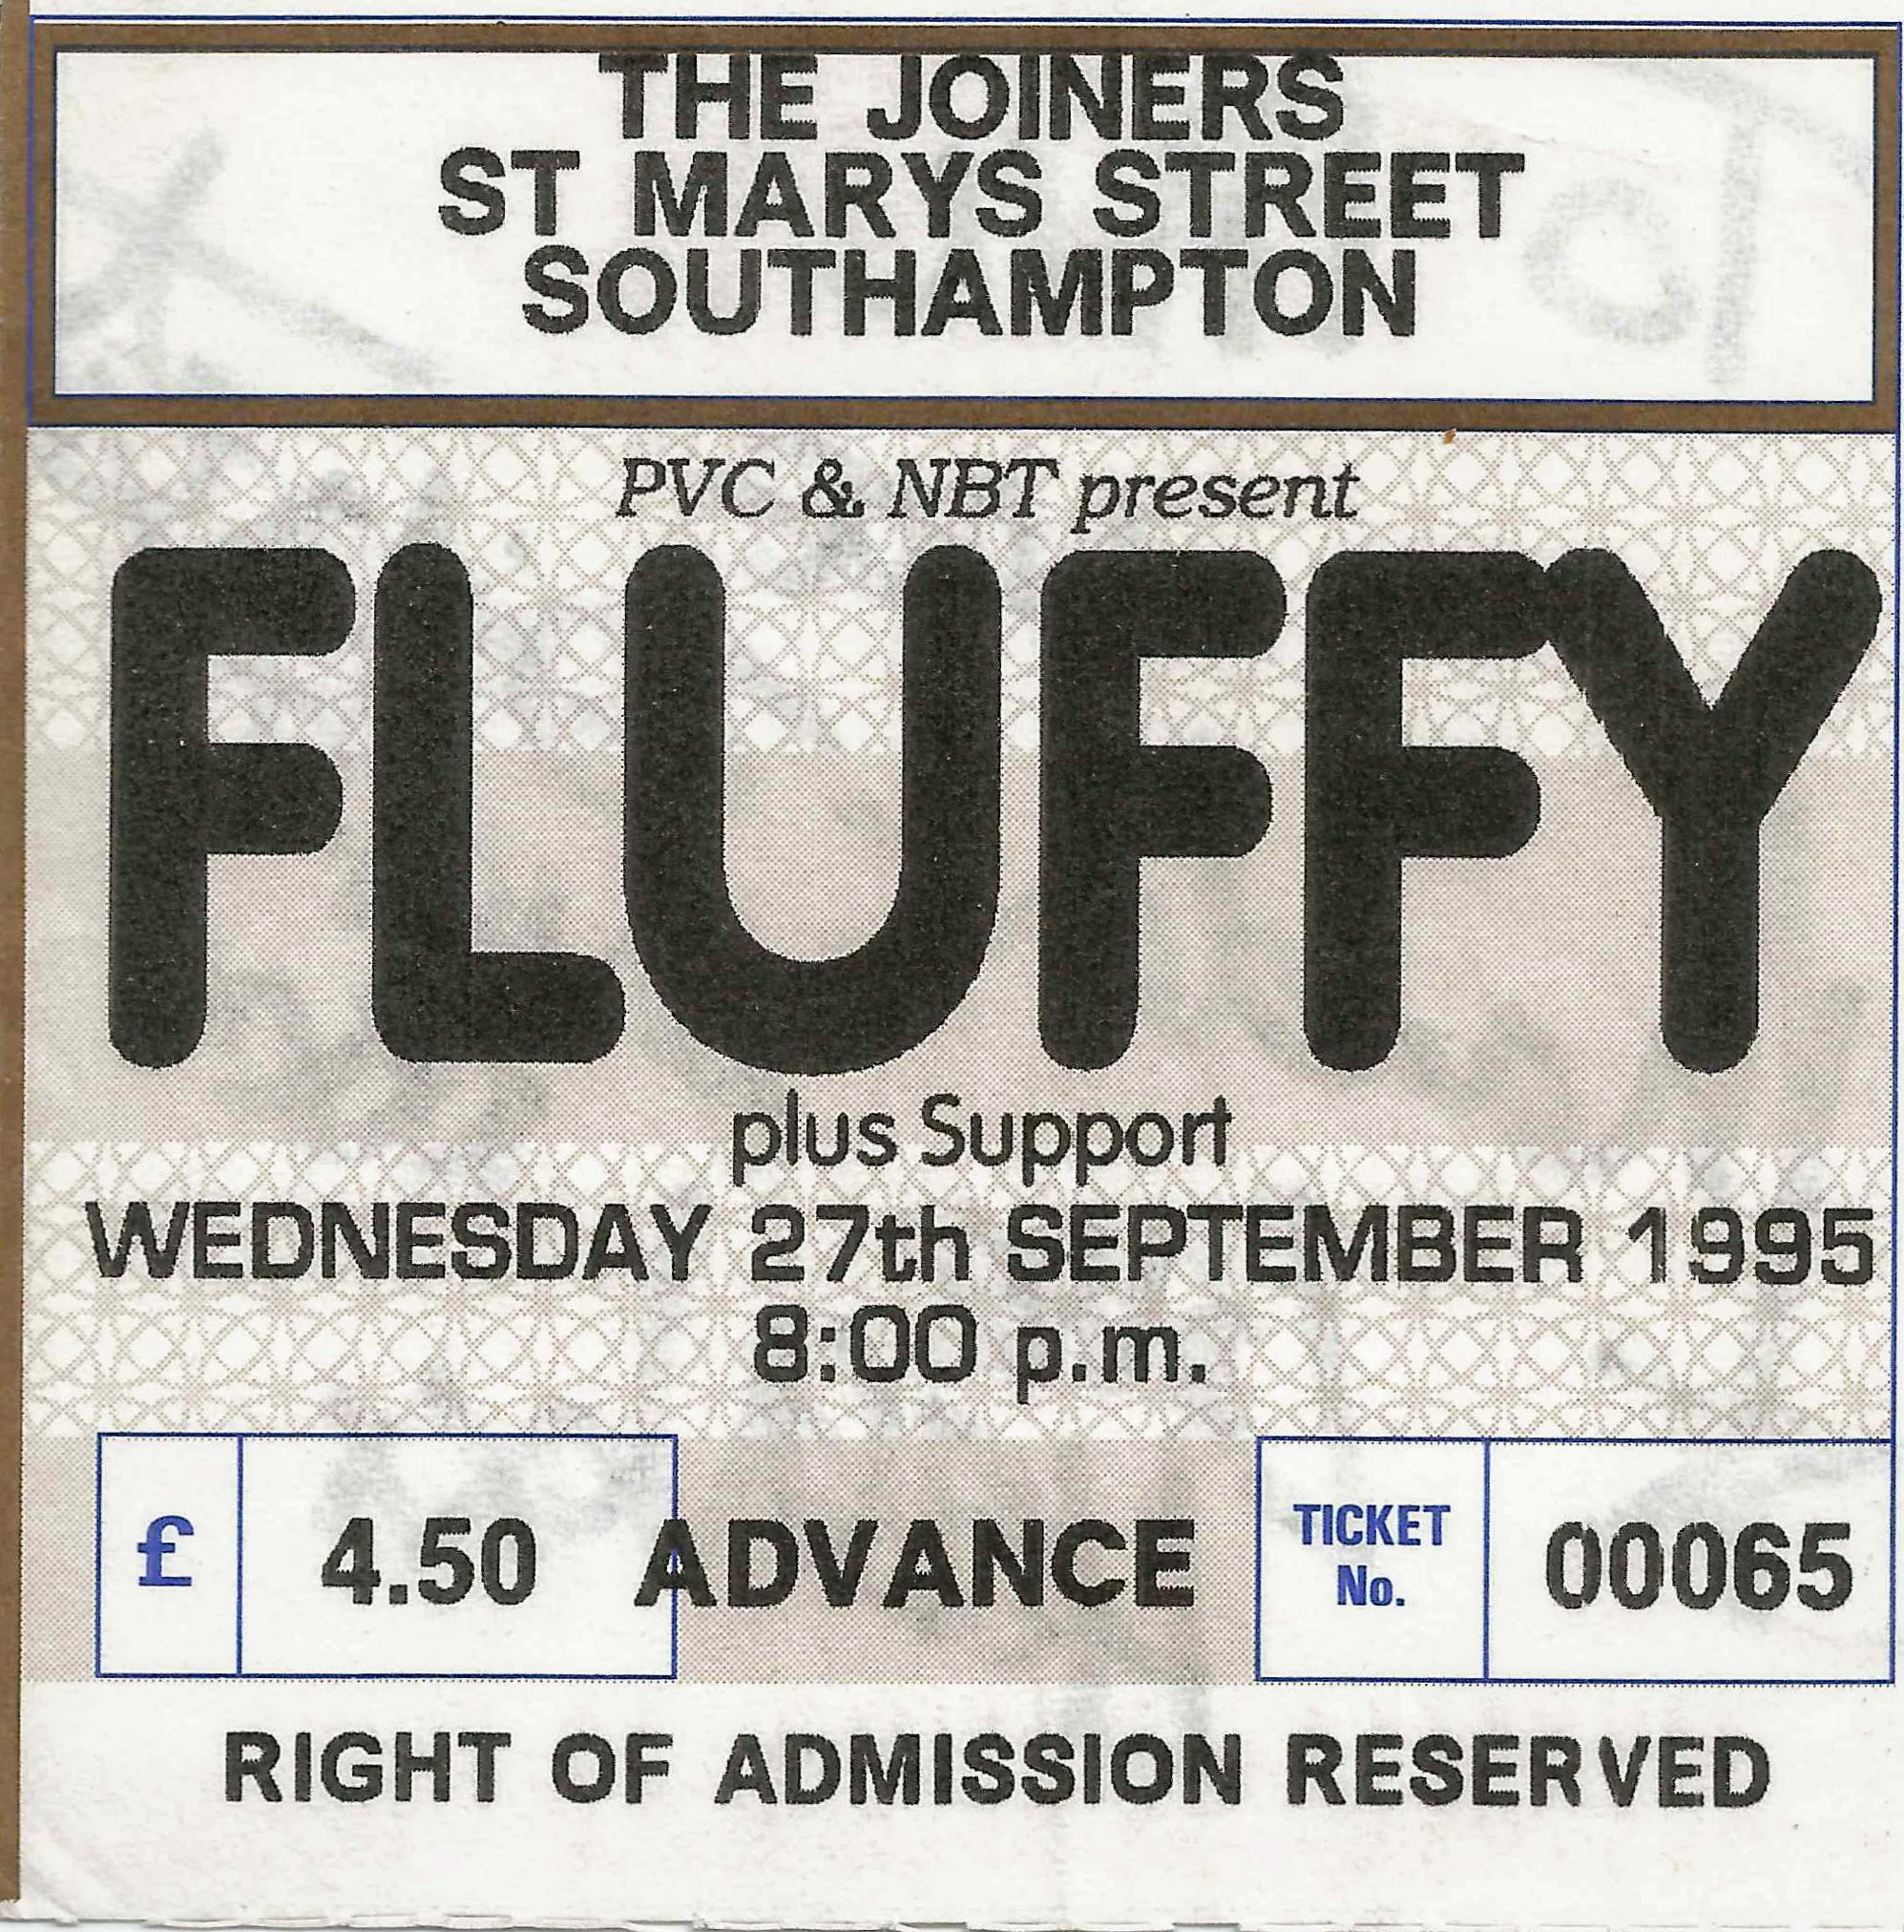 THE JOINERS
ST MARYS STREET
SOUTHAMPTON
PVC & NBT present
FLUFFY
plus Support
WEDNESDAY 27th SEPTEMBER 1995
8:00 p.m.
£ 4.50 ADVANCE TICKET No. 00065
RIGHT OF ADMISSION RESERVED